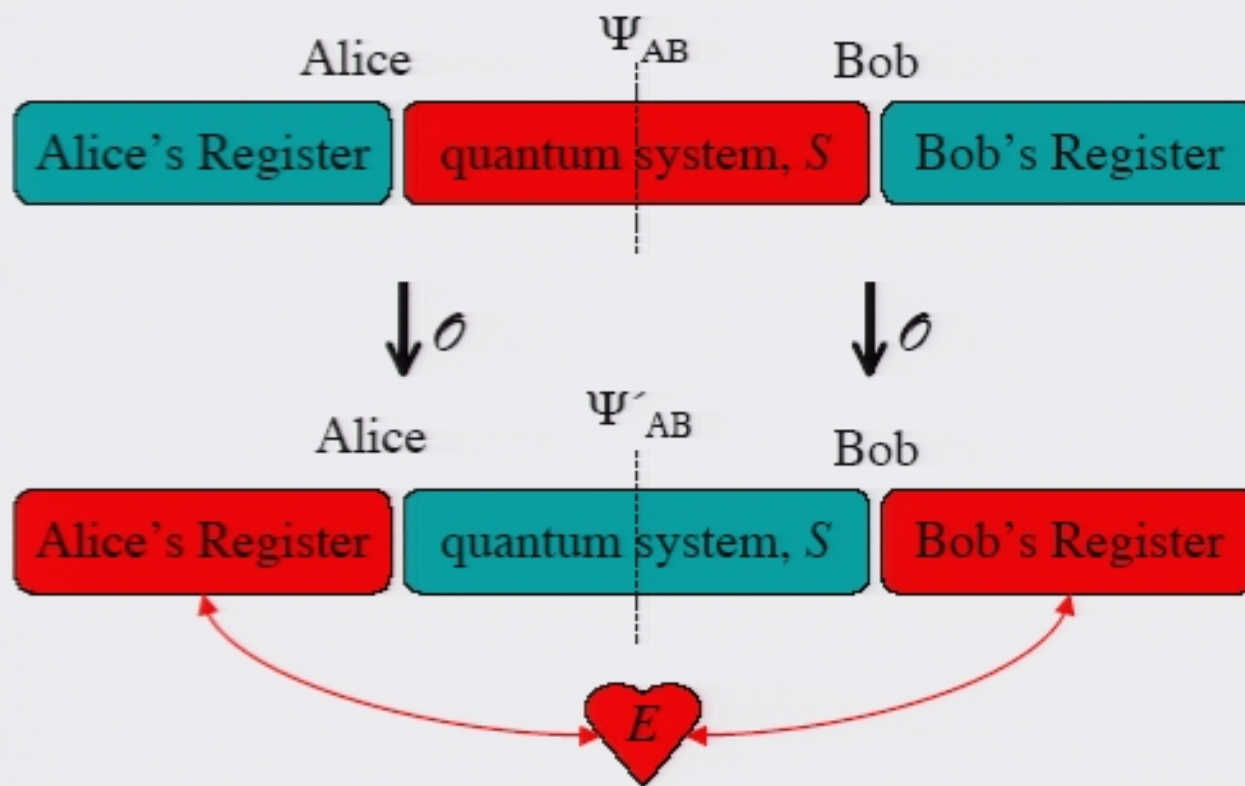 Ψ_AB
Alice Bob
Alice’s Register quantum system, S Bob’s Register
𝒪 𝒪
Ψ´_AB
Alice Bob
Alice’s Register quantum system, S Bob’s Register
E